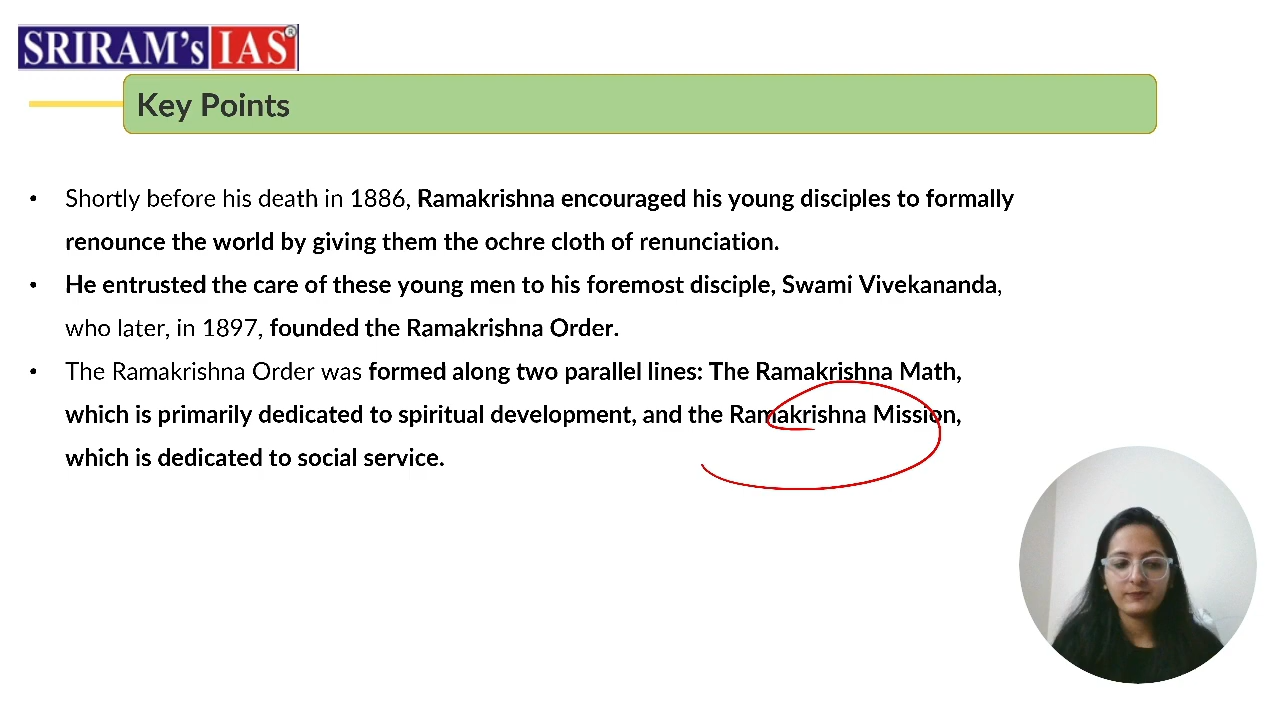 SRIRAM's IAS®
Key Points
• Shortly before his death in 1886, Ramakrishna encouraged his young disciples to formally
renounce the world by giving them the ochre cloth of renunciation.
• He entrusted the care of these young men to his foremost disciple, Swami Vivekananda,
who later, in 1897, founded the Ramakrishna Order.
• The Ramakrishna Order was formed along two parallel lines: The Ramakrishna Math,
which is primarily dedicated to spiritual development, and the Ramakrishna Mission,
which is dedicated to social service.